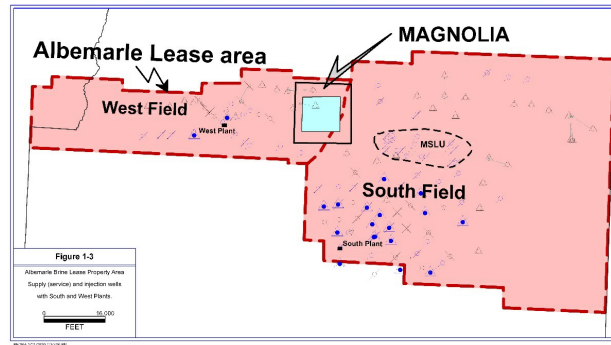 MAGNOLIA
Albemarle Lease area
West Field
West Plant
MSLU
South Field
South Plant
Figure 1-3
Albemarle Brine Lease Property Area
Supply (service) and injection wells
with South and West Plants.
0 16,000
FEET